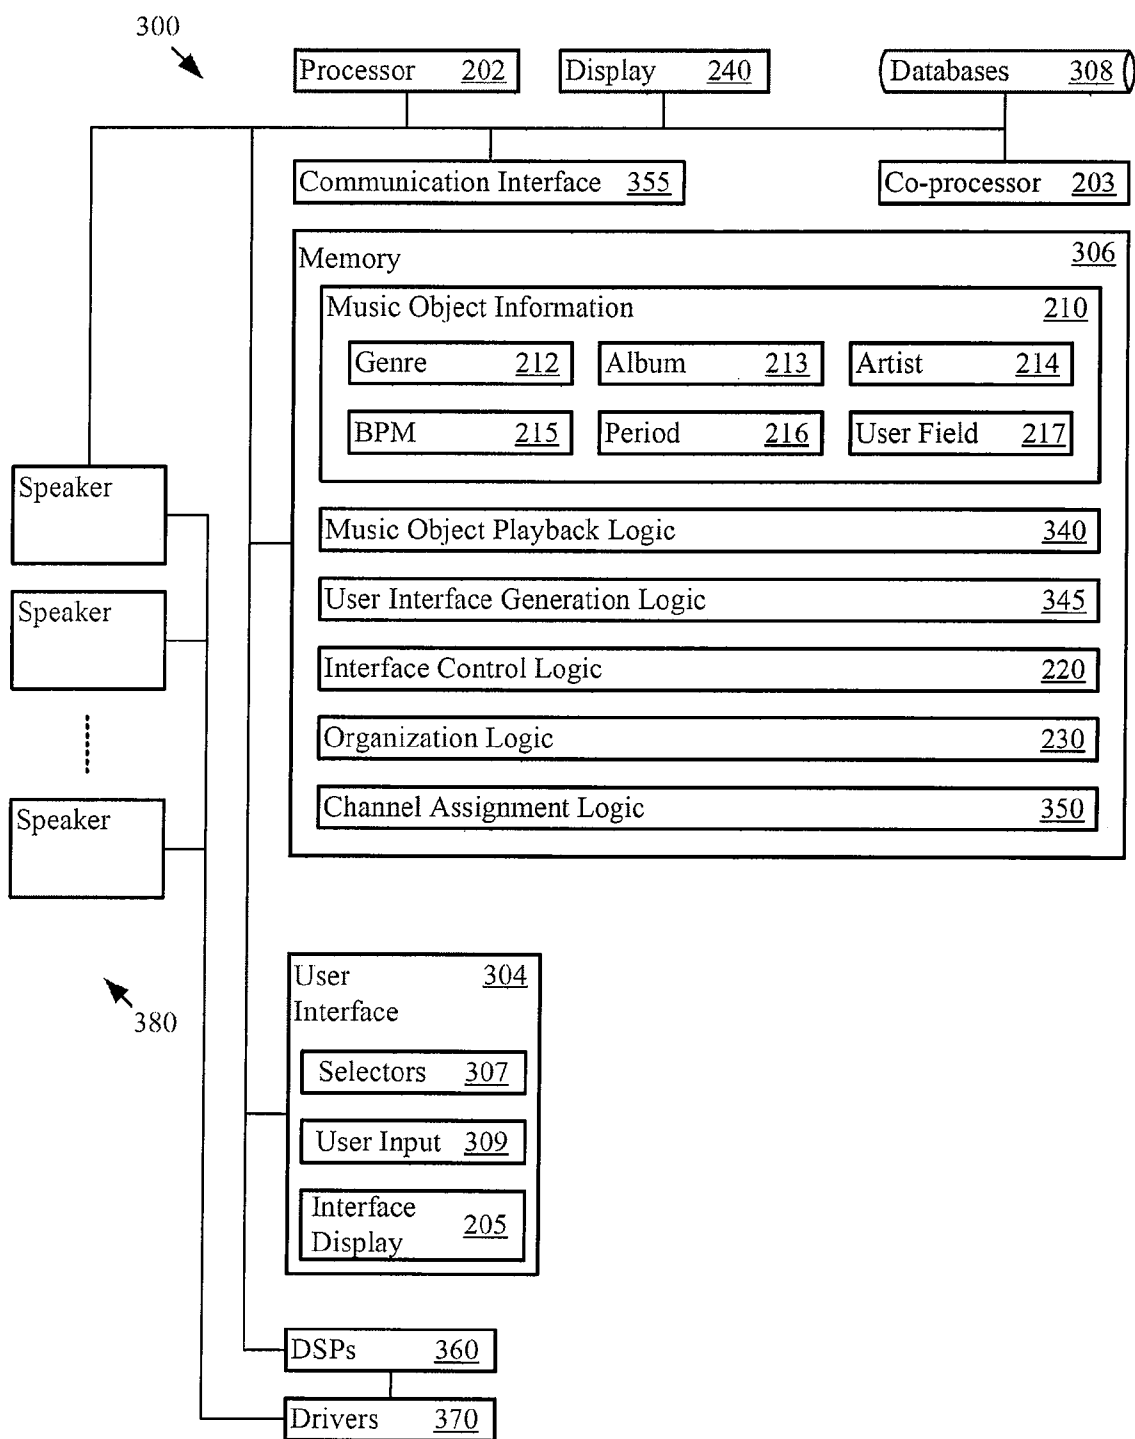 300
Processor 202
Display 240
Databases 308
Communication Interface 355
Co-processor 203
Memory 306
Music Object Information 210
Genre 212
Album 213
Artist 214
BPM 215
Period 216
User Field 217
Speaker
Music Object Playback Logic 340
User Interface Generation Logic 345
Speaker
Interface Control Logic 220
Organization Logic 230
Channel Assignment Logic 350
Speaker
380
User 304
Interface
Selectors 307
User Input 309
Interface
Display 205
DSPs 360
Drivers 370